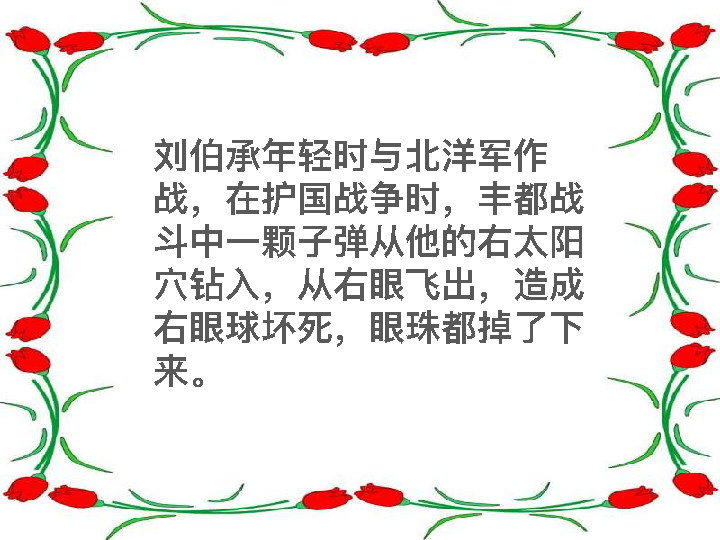 刘伯承年轻时与北洋军作
战，在护国战争时，丰都战
斗中一颗子弹从他的右太阳
穴钻入，从右眼飞出，造成
右眼球坏死，眼珠都掉了下
来。